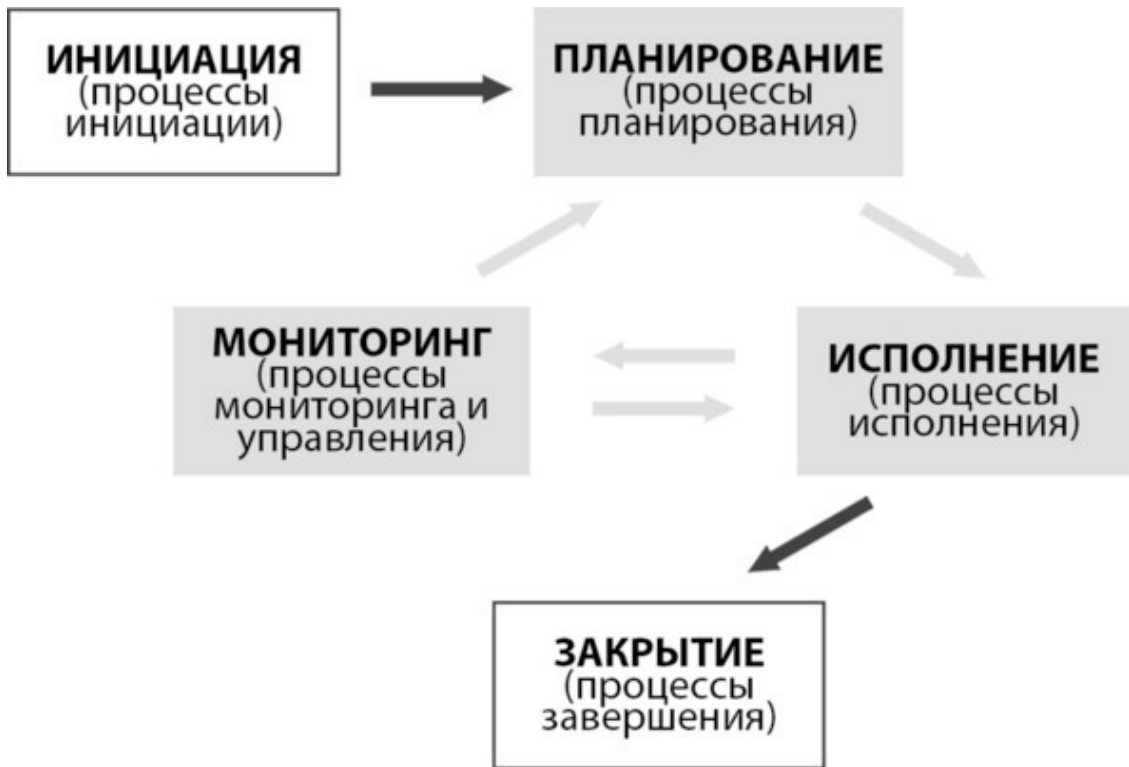 ИНИЦИАЦИЯ
(процессы
инициации)
ПЛАНИРОВАНИЕ
(процессы
планирования)
МОНИТОРИНГ
(процессы
мониторинга и
управления)
ИСПОЛНЕНИЕ
(процессы
исполнения)
ЗАКРЫТИЕ
(процессы
завершения)